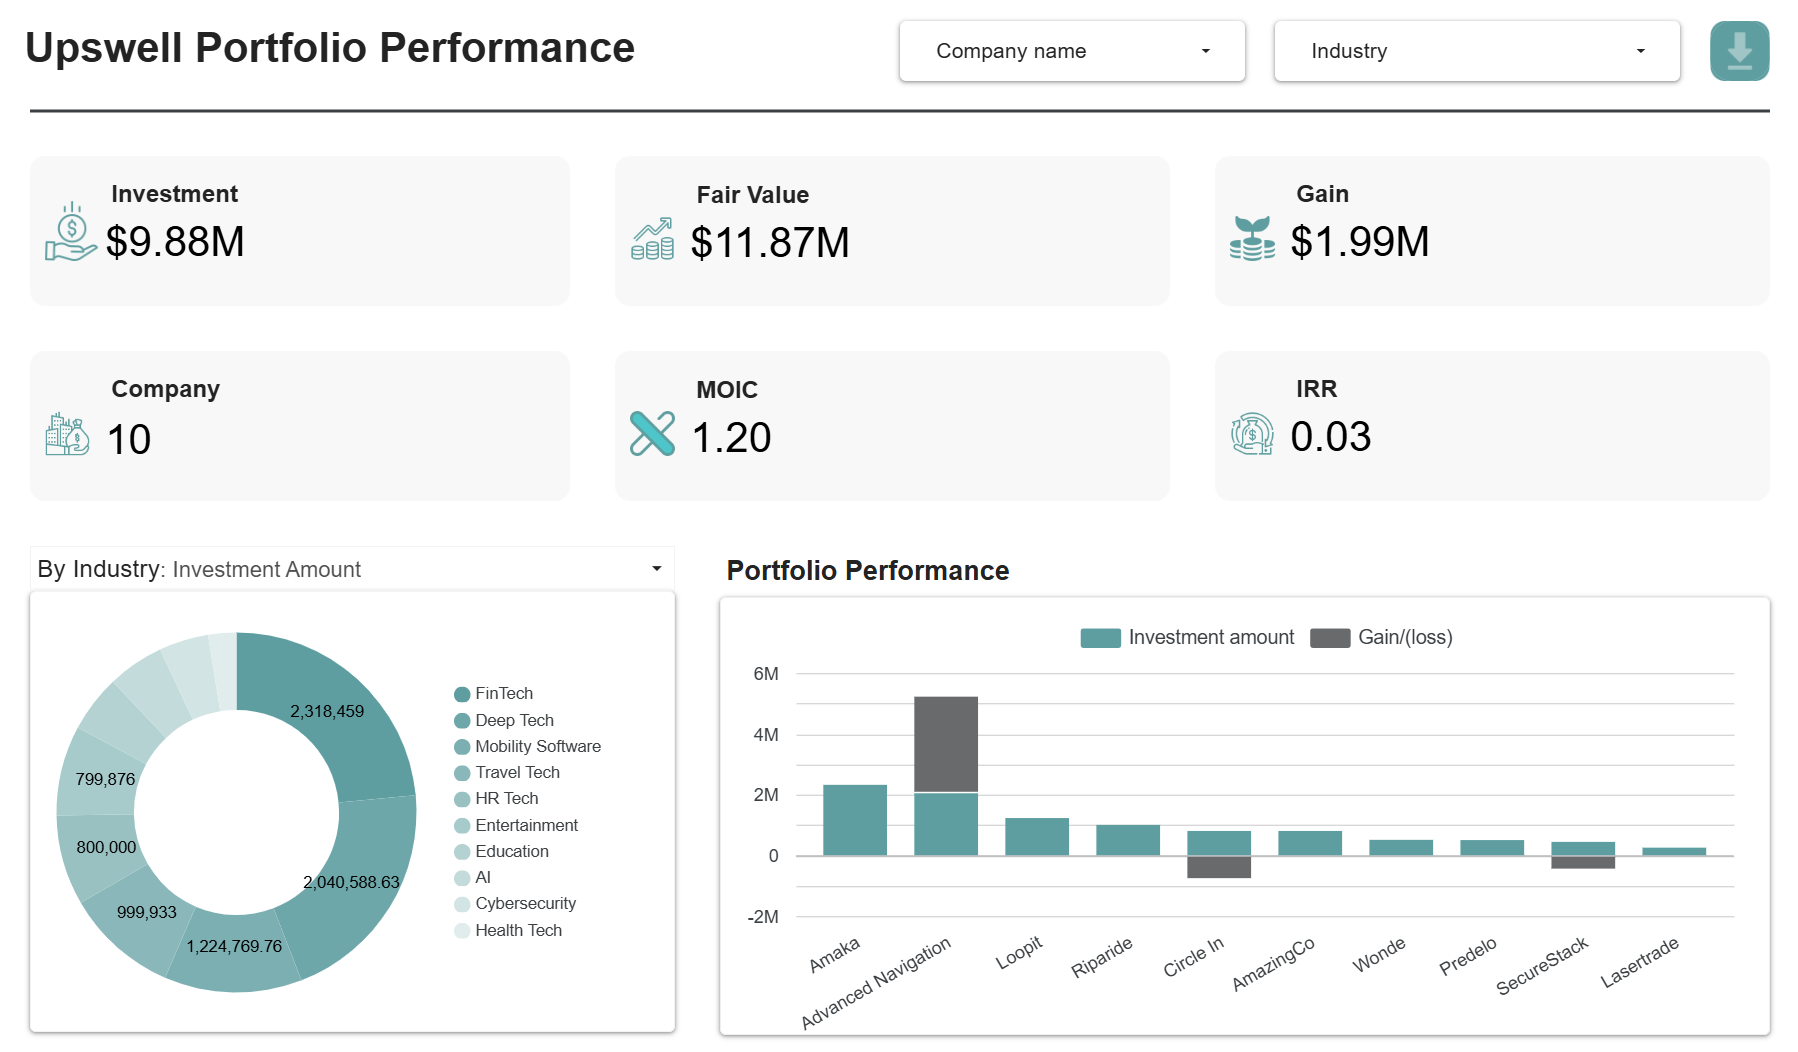 Upswell Portfolio Performance
Company name
Industry
Investment
$9.88M
Fair Value
$11.87M
Gain
$1.99M
Company
10
MOIC
1.20
IRR
0.03
By Industry: Investment Amount
2,318,459
2,040,588.63
1,224,769.76
999,933
800,000
799,876
FinTech
Deep Tech
Mobility Software
Travel Tech
HR Tech
Entertainment
Education
AI
Cybersecurity
Health Tech
Portfolio Performance
Investment amount
Gain/(loss)
6M
4M
2M
0
-2M
Amaka
Advanced Navigation
Loopit
Riparide
Circle In
AmazingCo
Wonde
Predelo
SecureStack
Lasertrade